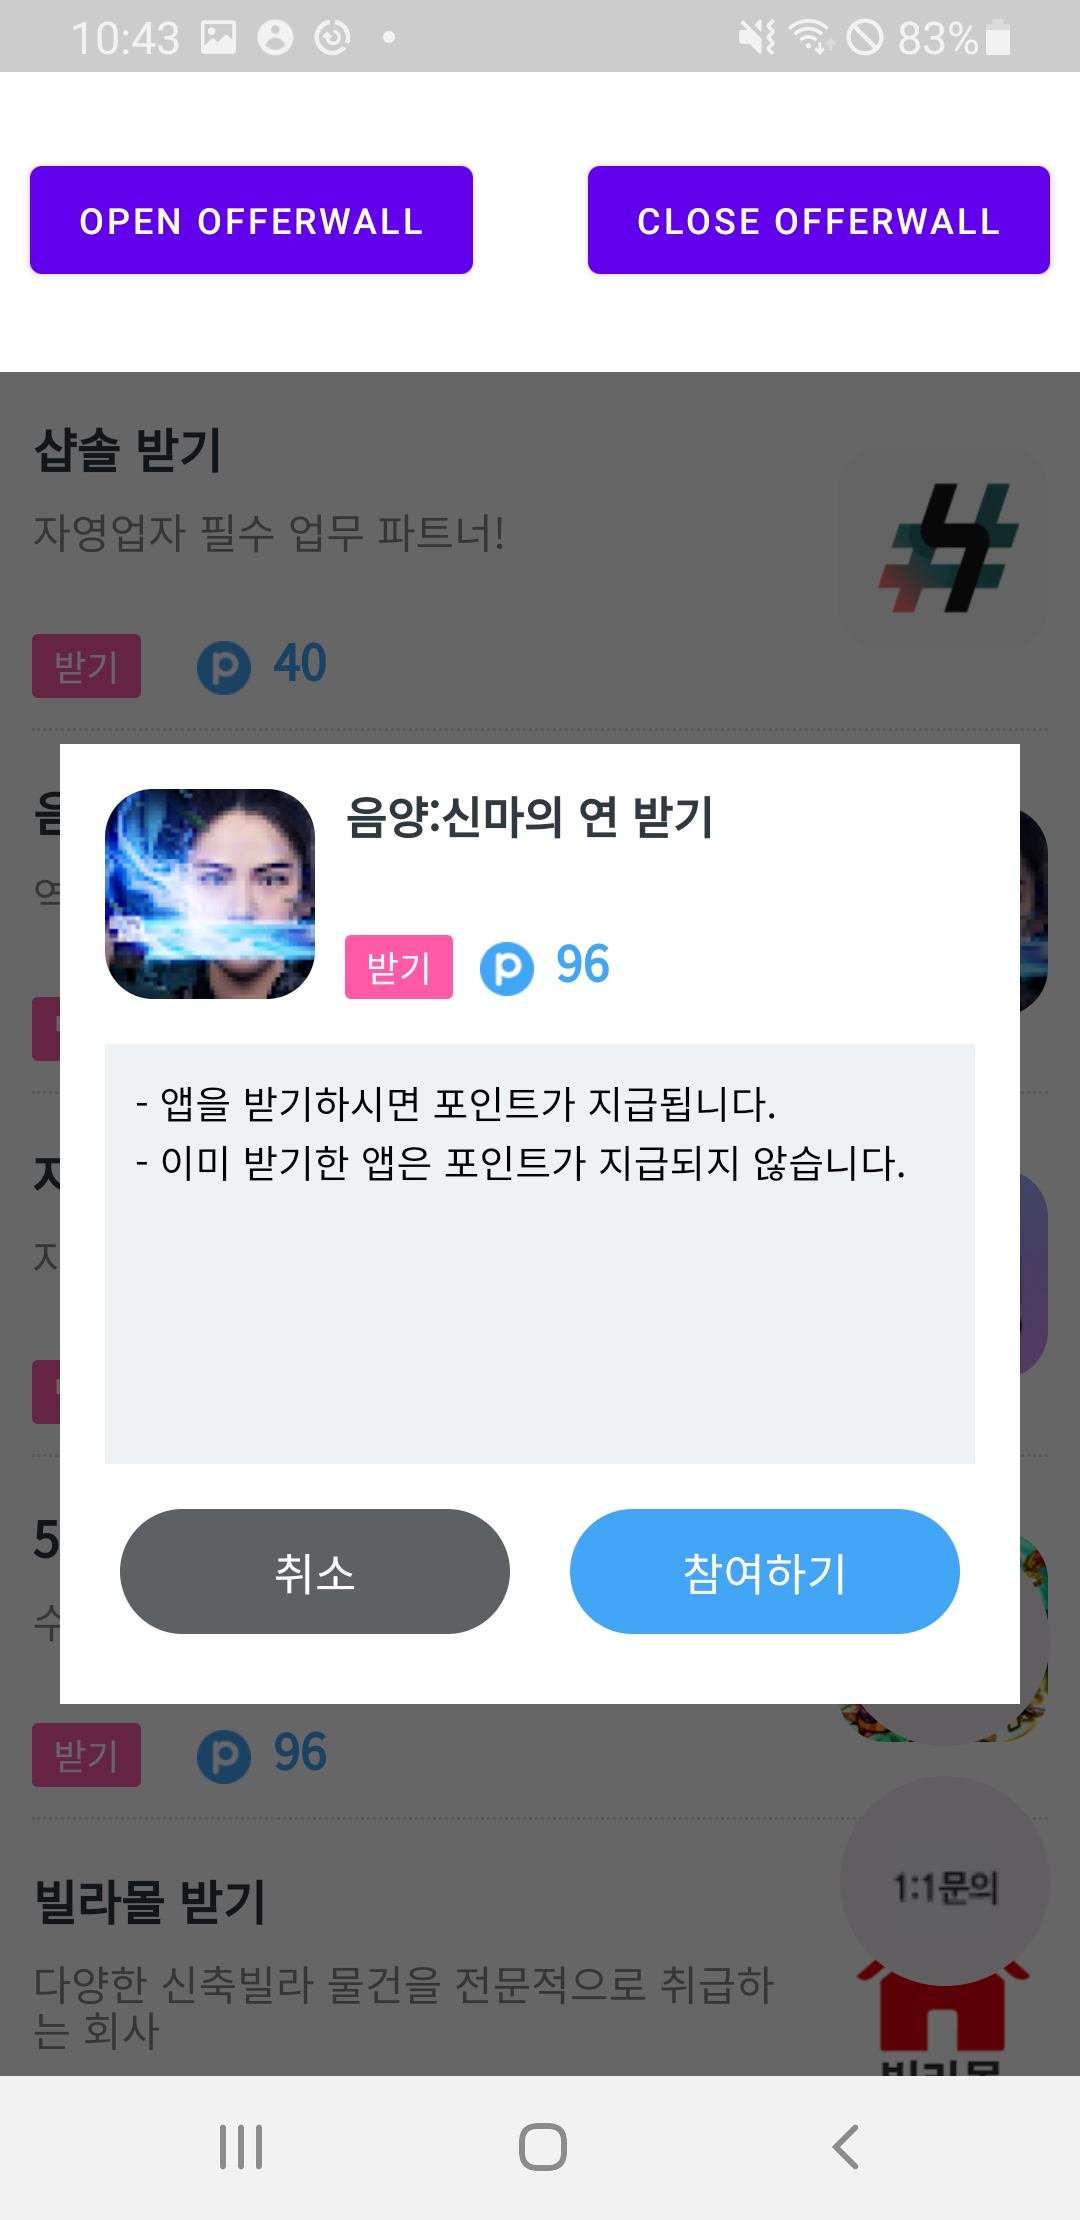 10:43
83%
OPEN OFFERWALL
CLOSE OFFERWALL
샵솔 받기
자영업자 필수 업무 파트너!
받기
40
음양:신마의 연 받기
받기
96
- 앱을 받기하시면 포인트가 지급됩니다.
- 이미 받기한 앱은 포인트가 지급되지 않습니다.
취소
참여하기
5
수
받기
96
빌라몰 받기
1:1문의
다양한 신축빌라 물건을 전문적으로 취급하
는 회사
빌라몰